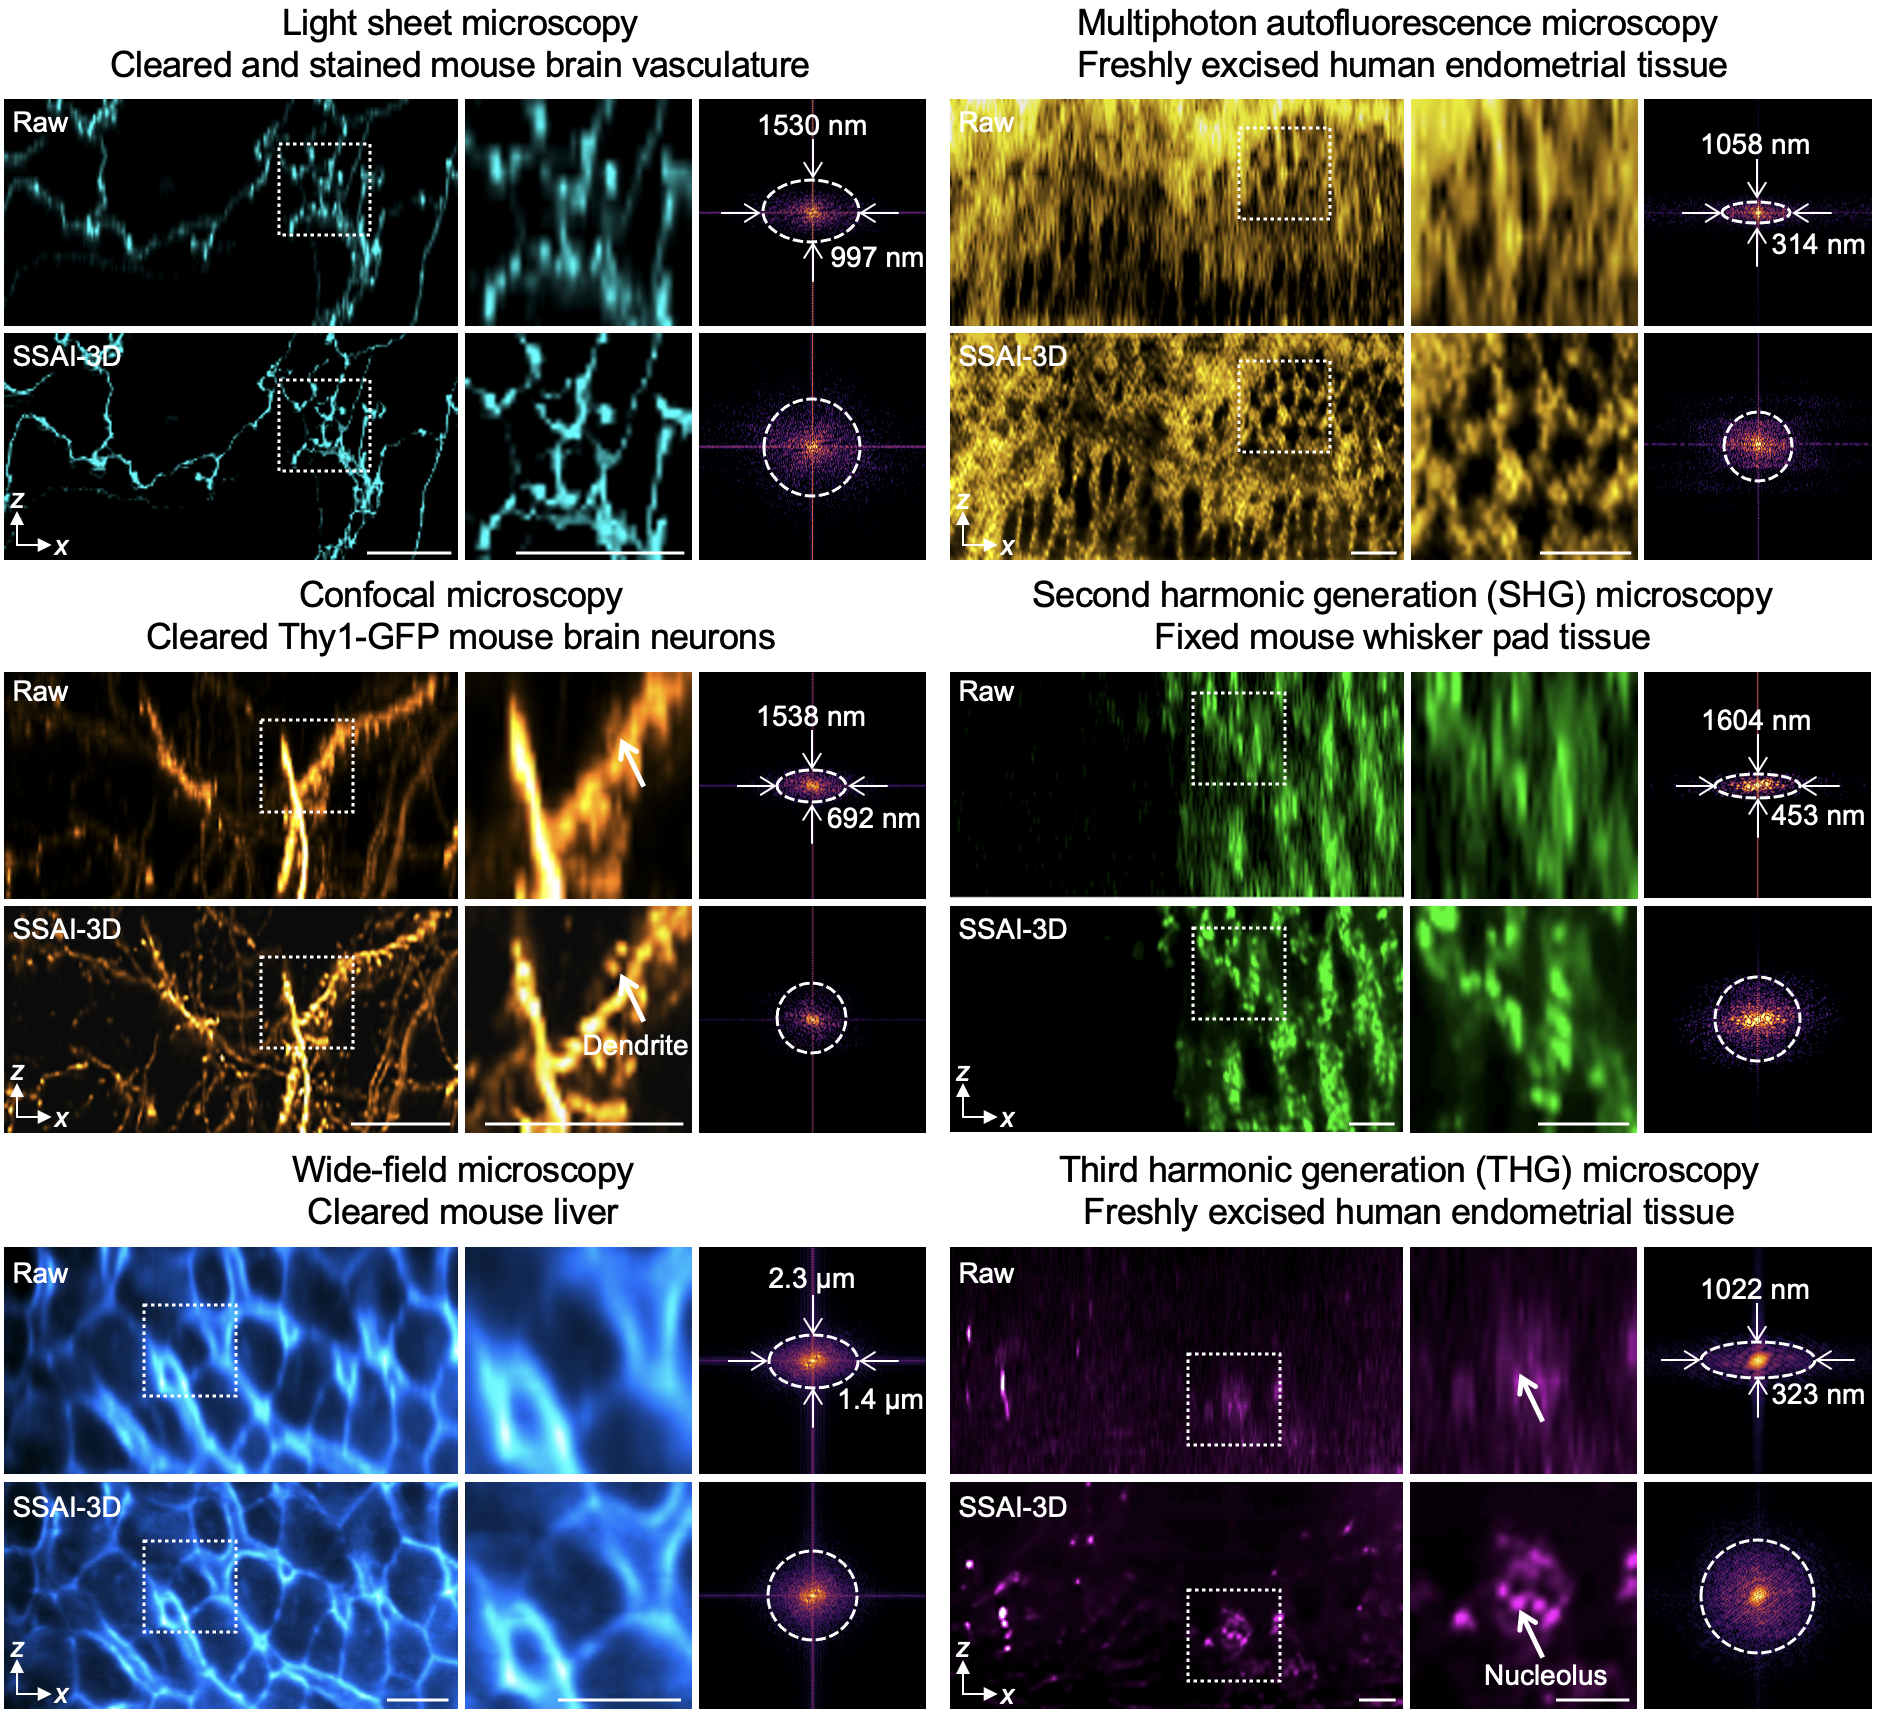 Light sheet microscopy
Cleared and stained mouse brain vasculature
Raw
1530 nm
997 nm
SSAI-3D
z
x
Multiphoton autofluorescence microscopy
Freshly excised human endometrial tissue
Raw
1058 nm
314 nm
SSAI-3D
z
x
Confocal microscopy
Cleared Thy1-GFP mouse brain neurons
Raw
1538 nm
692 nm
SSAI-3D
Dendrite
z
x
Second harmonic generation (SHG) microscopy
Fixed mouse whisker pad tissue
Raw
1604 nm
453 nm
SSAI-3D
z
x
Wide-field microscopy
Cleared mouse liver
Raw
2.3 µm
1.4 µm
SSAI-3D
z
x
Third harmonic generation (THG) microscopy
Freshly excised human endometrial tissue
Raw
1022 nm
323 nm
SSAI-3D
Nucleolus
z
x